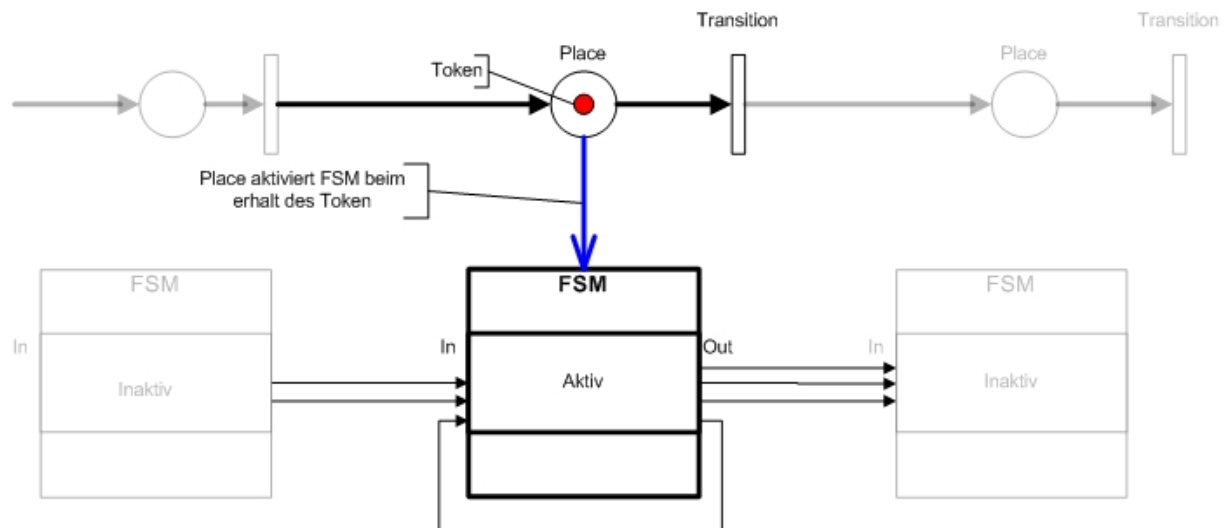 Transition
Transition
Place
Place
Token
Place aktiviert FSM beim
erhalt des Token
FSM
FSM
FSM
In
In
Out
In
Inaktiv
Aktiv
Inaktiv